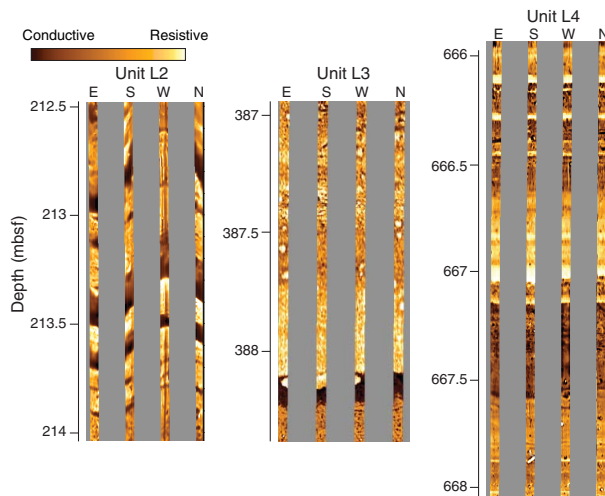 Conductive Resistive
Unit L2
E S W N
212.5
213
213.5
214
Depth (mbsf)
Unit L3
E S W N
387
387.5
388
Unit L4
E S W N
666
666.5
667
667.5
668